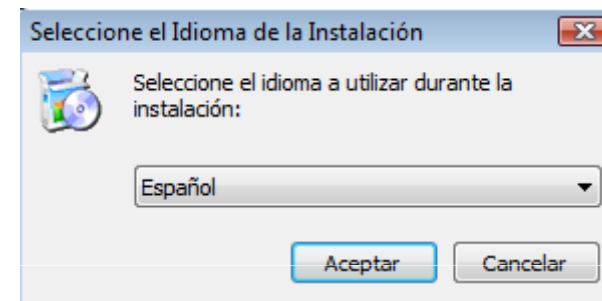 Seleccione el Idioma de la Instalación
Seleccione el idioma a utilizar durante la
instalación:
Español
Aceptar
Cancelar